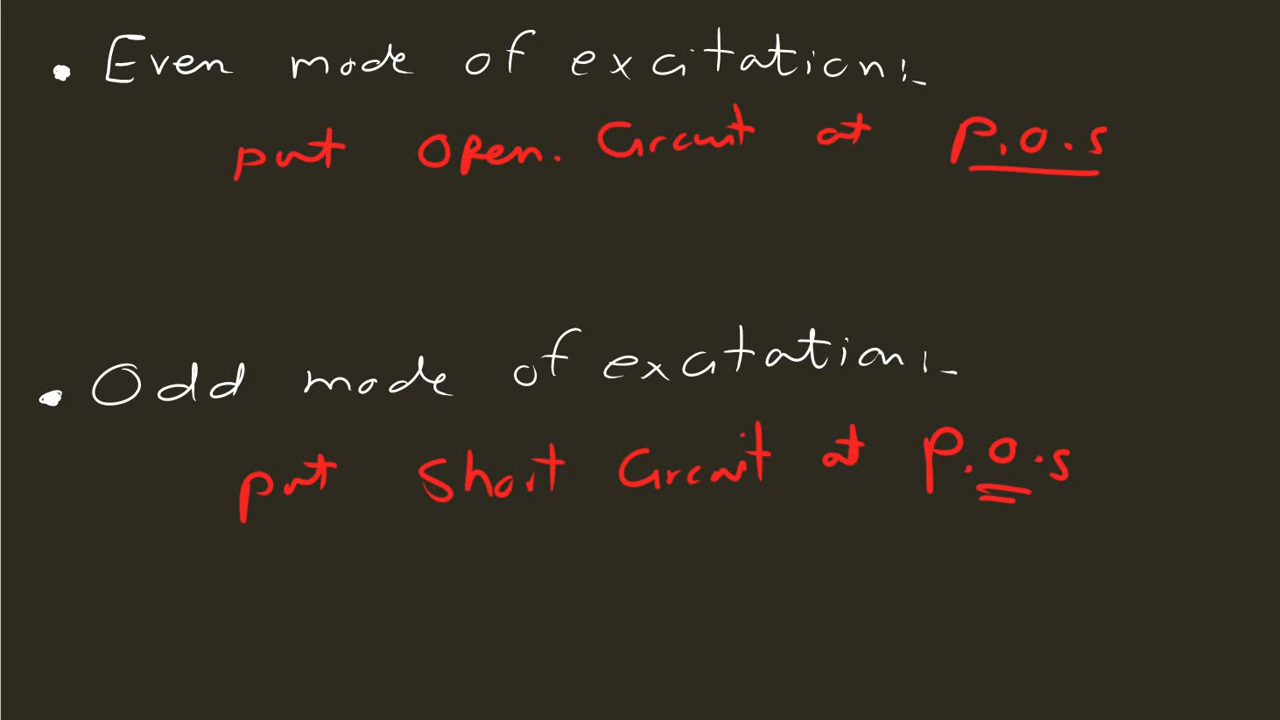 • Even mode of excitation:-
put open. Circuit at P.o.s
• Odd mode of excitation:-
put Short Circuit at P.o.s